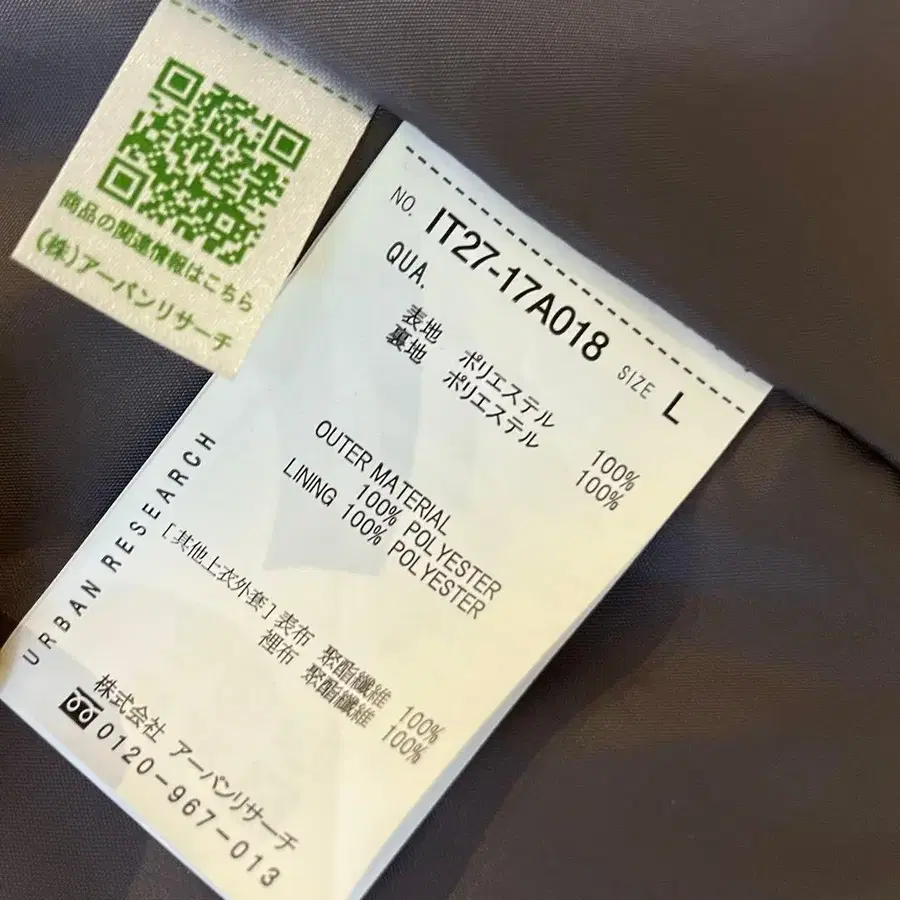 商品の関連情報はこちら
(株)アーバンリサーチ
NO. IT27-17A018 SIZE L
QUA.
表地 ポリエステル 100%
裏地 ポリエステル 100%
OUTER MATERIAL
100% POLYESTER
LINING 100% POLYESTER
[其他上衣外套]表布 聚酯纖維 100%
裡布 聚酯纖維 100%
URBAN RESEARCH
株式会社 アーバンリサーチ
0120-967-013